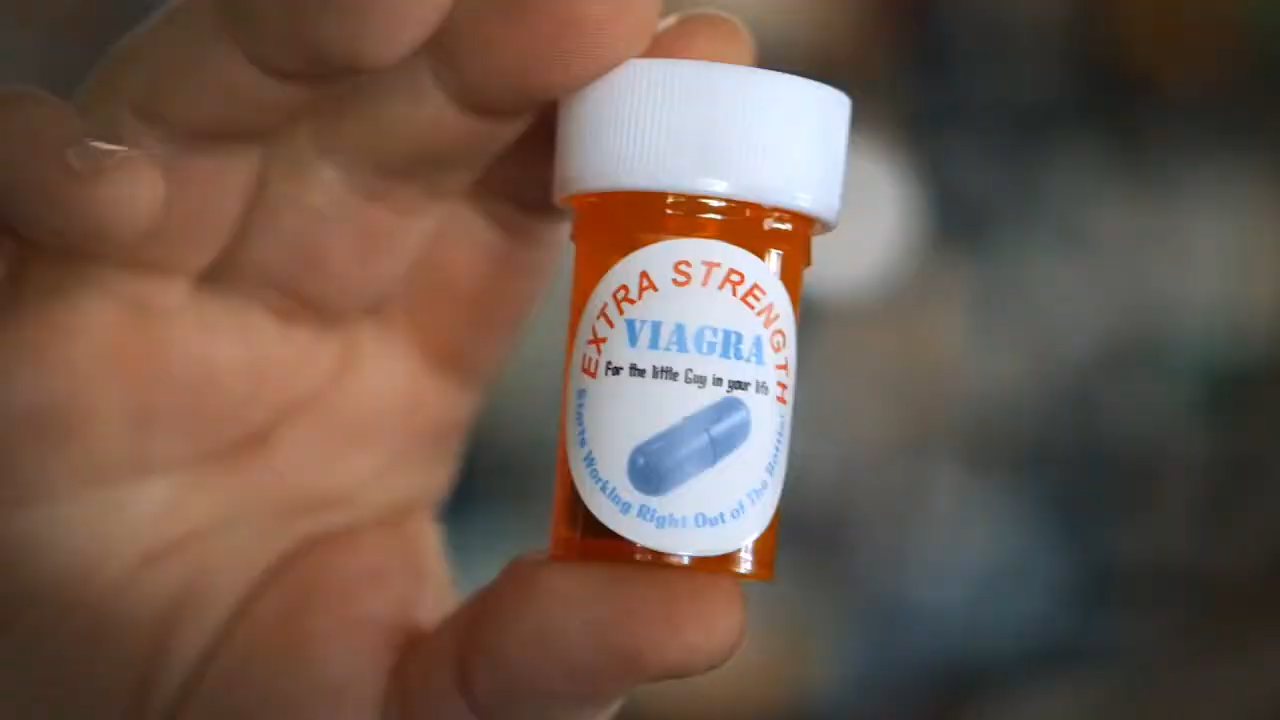 EXTRA STRENGTH
VIAGRA
For the little Guy in your life
Starts Working Right Out of The Bottle